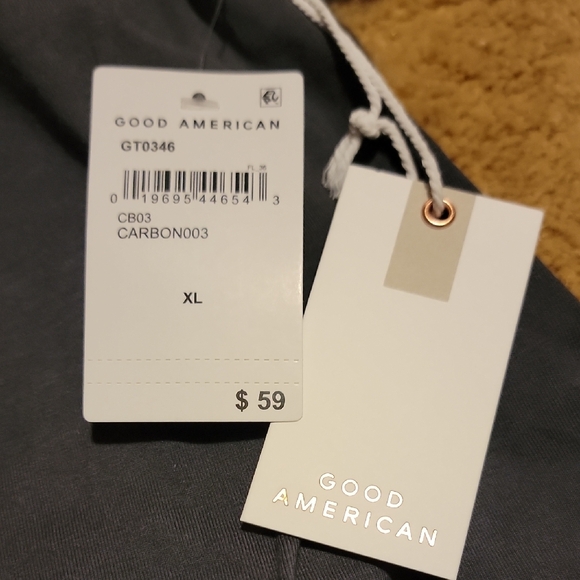 GOOD AMERICAN
GT0346
0 19695 44654 3
CB03
CARBON003
XL
$ 59
GOOD
AMERICAN